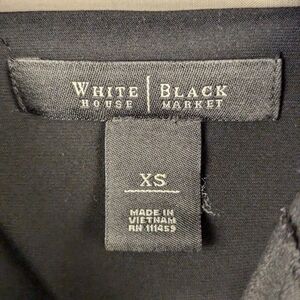 WHITE | BLACK
HOUSE | MARKET
XS
MADE IN
VIETNAM
RN 111459